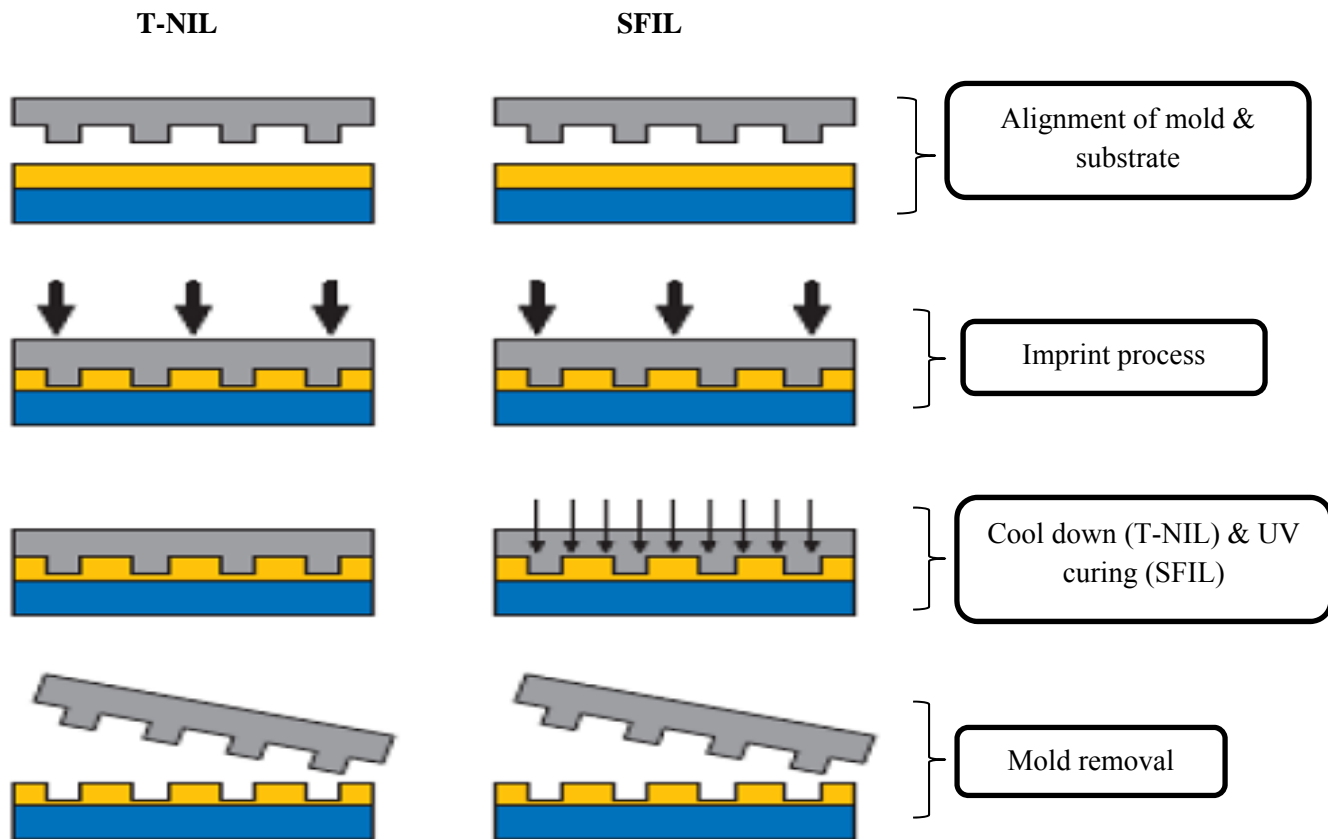 T-NIL
SFIL
Alignment of mold &
substrate
Imprint process
Cool down (T-NIL) & UV
curing (SFIL)
Mold removal